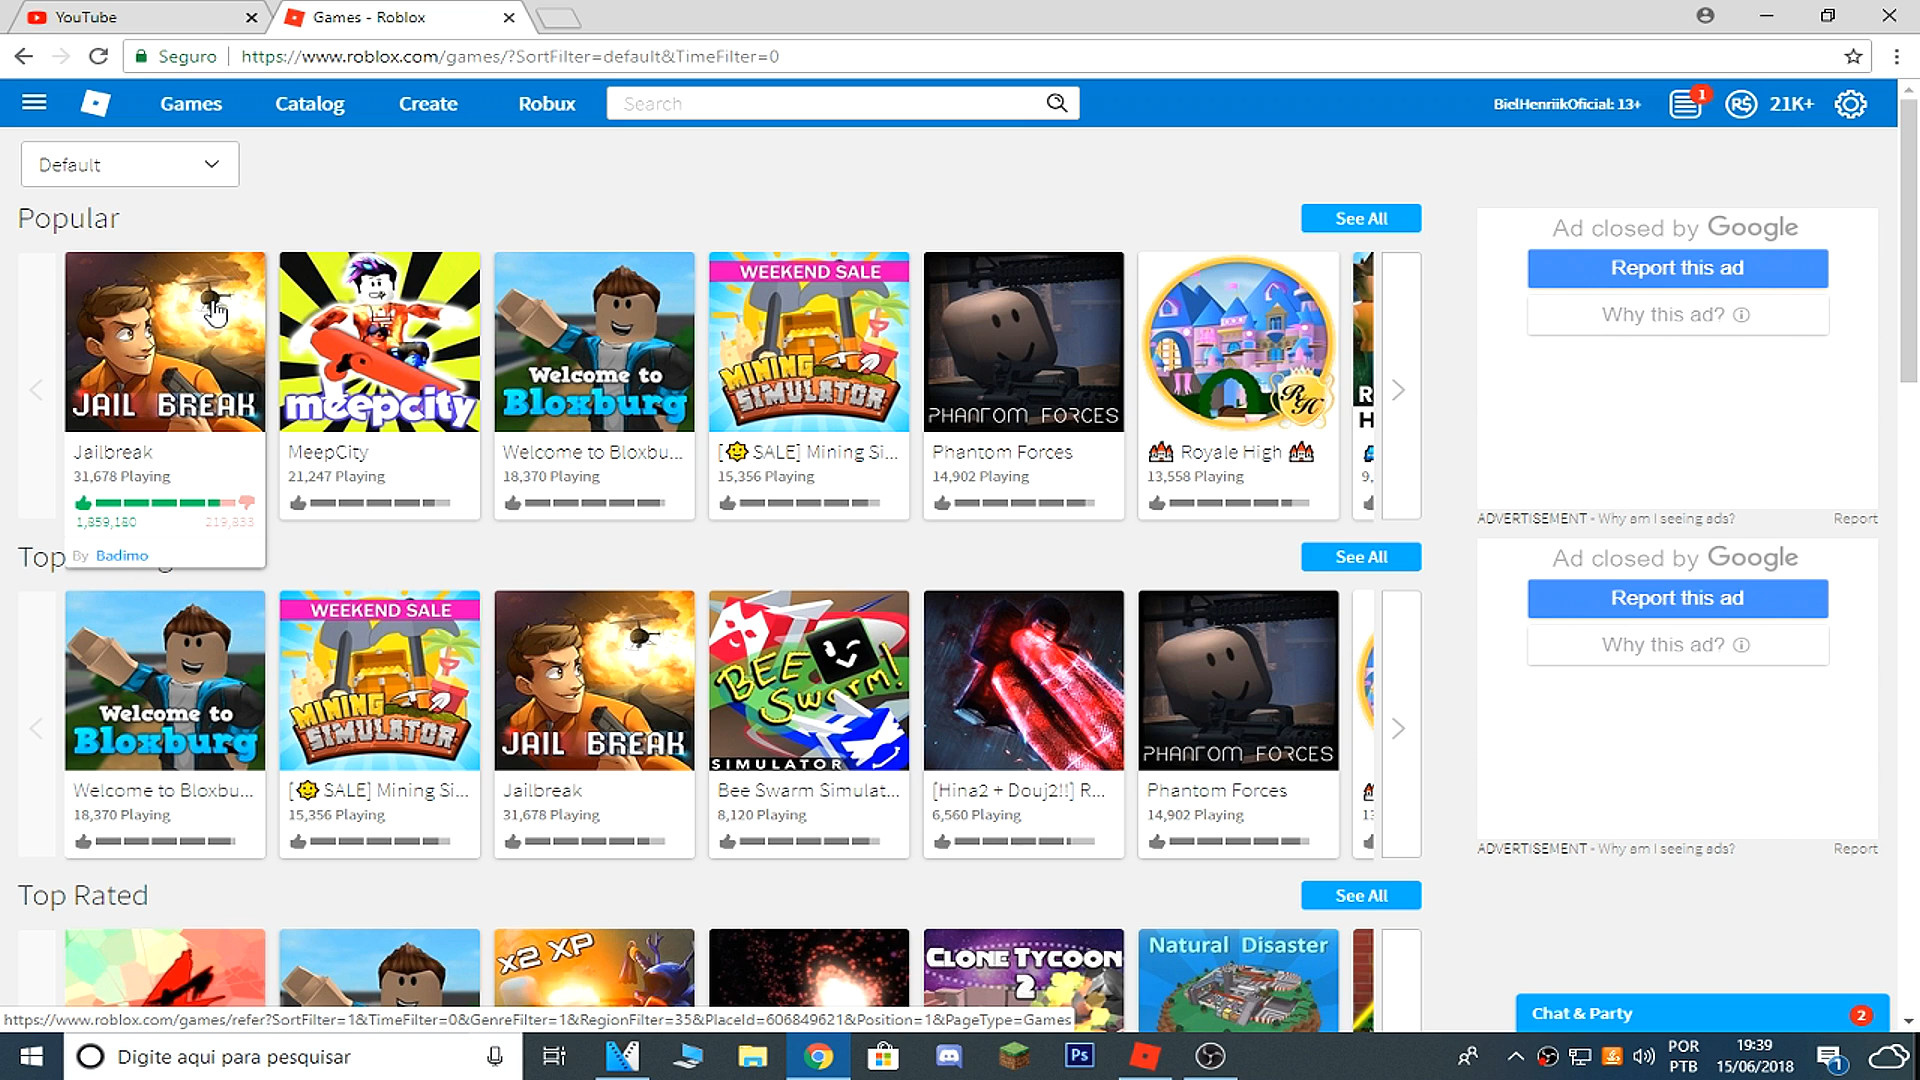 YouTube
Games - Roblox
Seguro
https://www.roblox.com/games/?SortFilter=default&TimeFilter=0
Games
Catalog
Create
Robux
Search
BielHenriikOficial: 13+
1
R$
21K+
Default
Popular
See All
JAIL BREAK
Jailbreak
31,678 Playing
1,859,180
219,833
By Badimo
meepcity
MeepCity
21,247 Playing
Welcome to
Bloxburg
Welcome to Bloxbu...
18,370 Playing
WEEKEND SALE
MINING
SIMULATOR
[🌞 SALE] Mining Si...
15,356 Playing
PHANTOM FORCES
Phantom Forces
14,902 Playing
RH
🏰 Royale High 🏰
13,558 Playing
R
H
9,
Ad closed by Google
Report this ad
Why this ad?
ADVERTISEMENT - Why am I seeing ads?
Report
Top
See All
Welcome to
Bloxburg
Welcome to Bloxbu...
18,370 Playing
WEEKEND SALE
MINING
SIMULATOR
[🌞 SALE] Mining Si...
15,356 Playing
JAIL BREAK
Jailbreak
31,678 Playing
BEE
Swarm!
SIMULATOR
Bee Swarm Simulat...
8,120 Playing
[Hina2 + Douj2!!] R...
6,560 Playing
PHANTOM FORCES
Phantom Forces
14,902 Playing
Ad closed by Google
Report this ad
Why this ad?
ADVERTISEMENT - Why am I seeing ads?
Report
Top Rated
See All
x2 XP
CLONE TYCOON
2
Natural Disaster
https://www.roblox.com/games/refer?SortFilter=1&TimeFilter=0&GenreFilter=1&RegionFilter=35&PlaceId=606849621&Position=1&PageType=Games
Chat & Party
2
Digite aqui para pesquisar
Ps
POR
PTB
19:39
15/06/2018
1